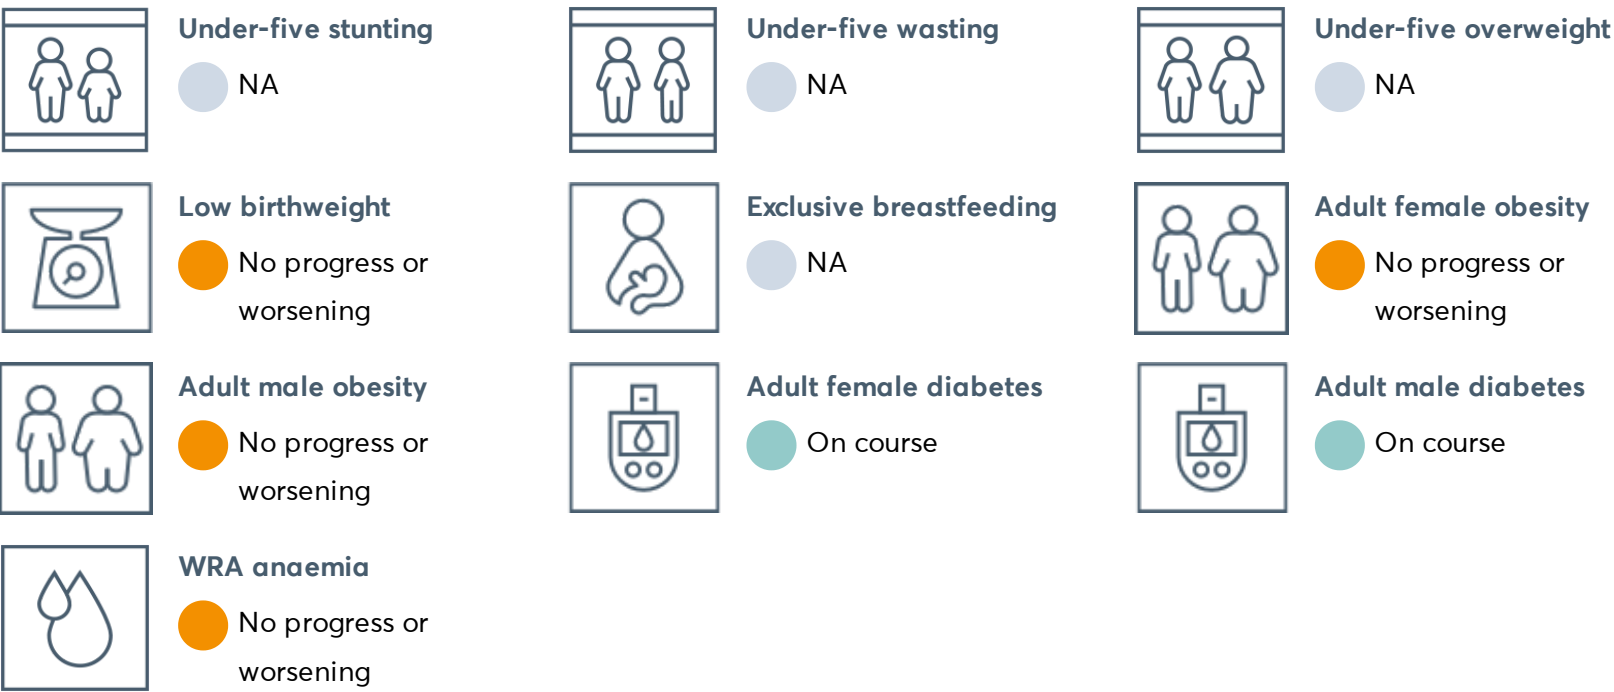 Under-five stunting
NA
Under-five wasting
NA
Under-five overweight
NA
Low birthweight
No progress or
worsening
Exclusive breastfeeding
NA
Adult female obesity
No progress or
worsening
Adult male obesity
No progress or
worsening
Adult female diabetes
On course
Adult male diabetes
On course
WRA anaemia
No progress or
worsening